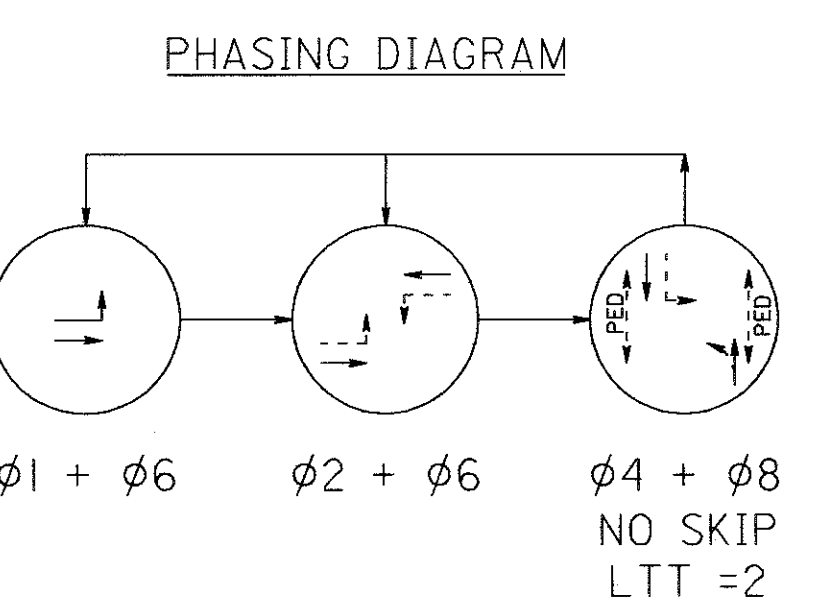 PHASING DIAGRAM
PED
PED
φ1 + φ6
φ2 + φ6
φ4 + φ8
NO SKIP
LTT =2